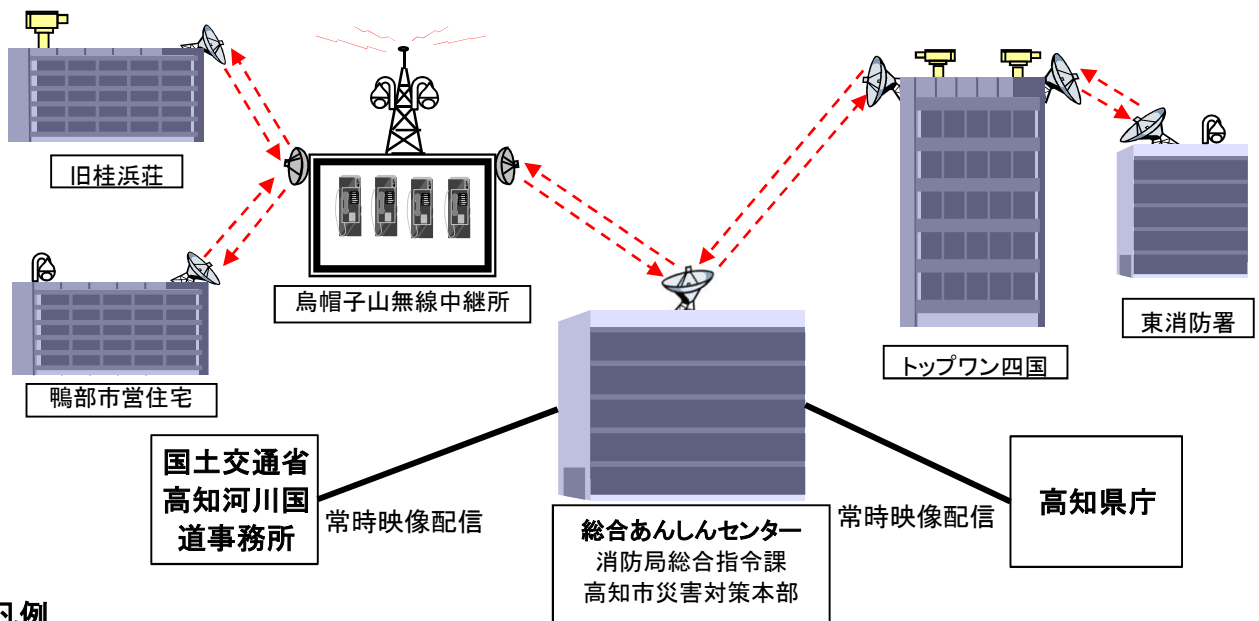 旧桂浜荘
鴨部市営住宅
烏帽子山無線中継所
トップワン四国
東消防署
国土交通省
高知河川国
道事務所
常時映像配信
総合あんしんセンター
消防局総合指令課
高知市災害対策本部
常時映像配信
高知県庁
凡例